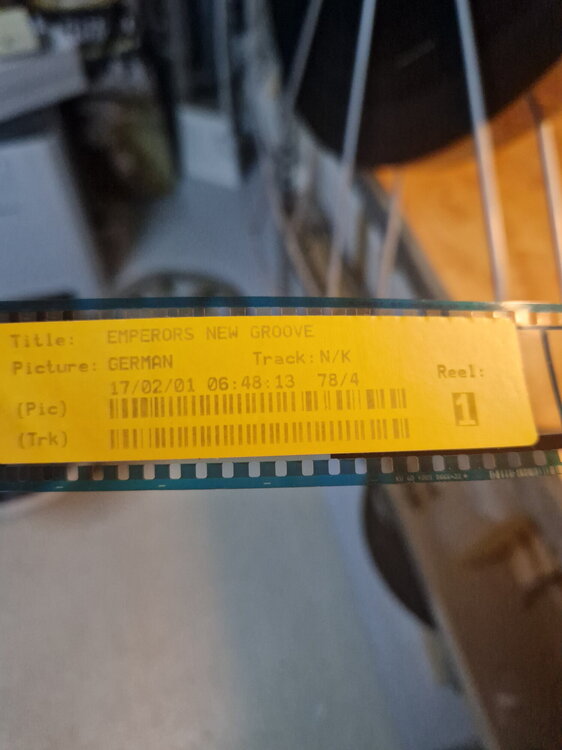 Title: EMPERORS NEW GROOVE
Picture: GERMAN Track: N/K
17/02/01 06:48:13 78/4
Reel:
(Pic)
1
(Trk)